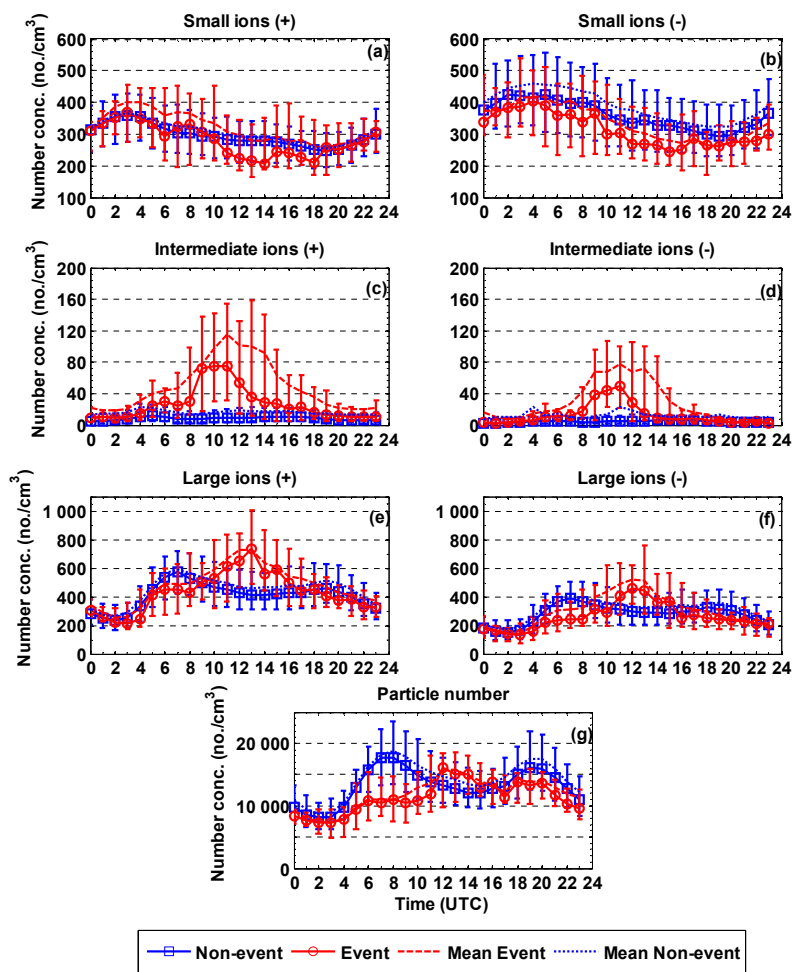 Small ions (+)
Small ions (-)
Number conc. (no./cm³)
600
500
400
300
200
100
(a)
0 2 4 6 8 10 12 14 16 18 20 22 24
600
500
400
300
200
100
(b)
0 2 4 6 8 10 12 14 16 18 20 22 24
Intermediate ions (+)
Intermediate ions (-)
Number conc. (no./cm³)
200
160
120
80
40
0
(c)
0 2 4 6 8 10 12 14 16 18 20 22 24
200
160
120
80
40
0
(d)
0 2 4 6 8 10 12 14 16 18 20 22 24
Large ions (+)
Large ions (-)
Number conc. (no./cm³)
1 000
800
600
400
200
0
(e)
0 2 4 6 8 10 12 14 16 18 20 22 24
1 000
800
600
400
200
0
(f)
0 2 4 6 8 10 12 14 16 18 20 22 24
Particle number
Number conc. (no./cm³)
20 000
10 000
0
(g)
0 2 4 6 8 10 12 14 16 18 20 22 24
Time (UTC)
Non-event Event Mean Event Mean Non-event